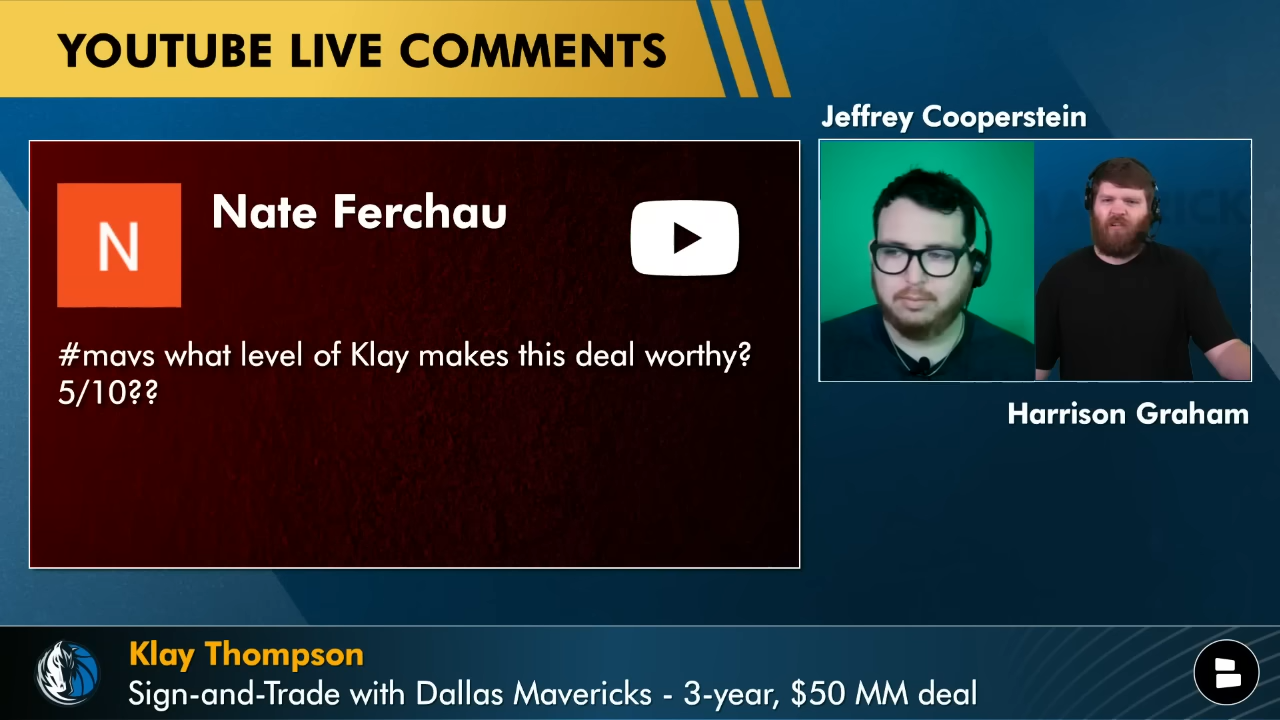 YOUTUBE LIVE COMMENTS
Jeffrey Cooperstein
N
Nate Ferchau
#mavs what level of Klay makes this deal worthy?
5/10??
Harrison Graham
Klay Thompson
Sign-and-Trade with Dallas Mavericks - 3-year, $50 MM deal